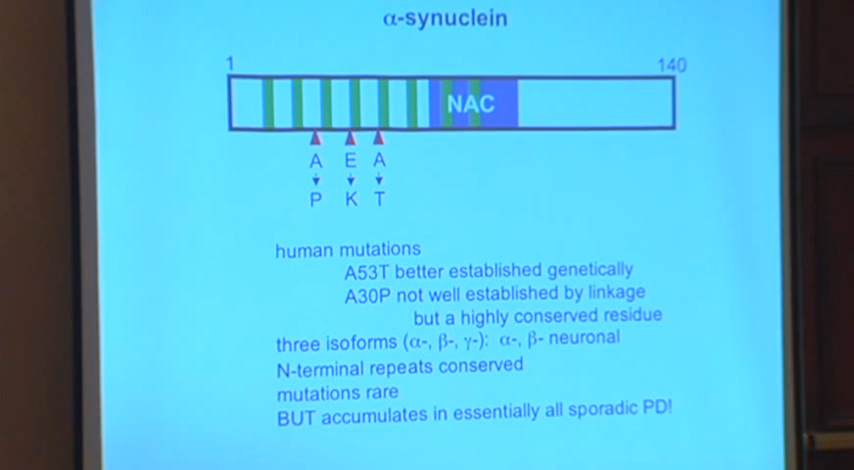 α-synuclein
1 140
NAC
A E A
P K T
human mutations
A53T better established genetically
A30P not well established by linkage
but a highly conserved residue
three isoforms (α-, β-, γ-): α-, β- neuronal
N-terminal repeats conserved
mutations rare
BUT accumulates in essentially all sporadic PD!